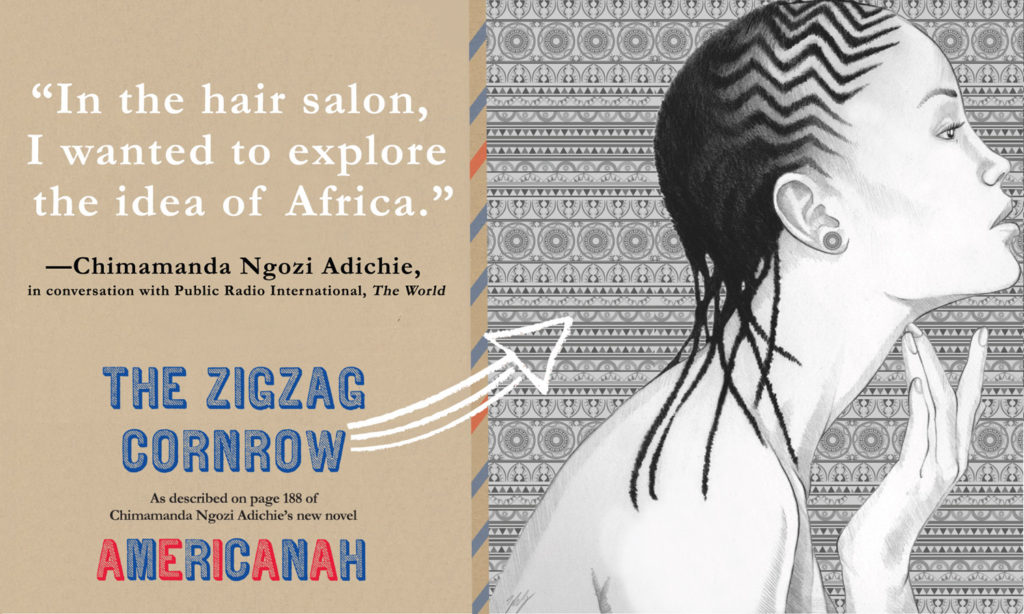 “In the hair salon,
I wanted to explore
the idea of Africa.”
—Chimamanda Ngozi Adichie,
in conversation with Public Radio International, The World
THE ZIGZAG
CORNROW
As described on page 188 of
Chimamanda Ngozi Adichie’s new novel
AMERICANAH